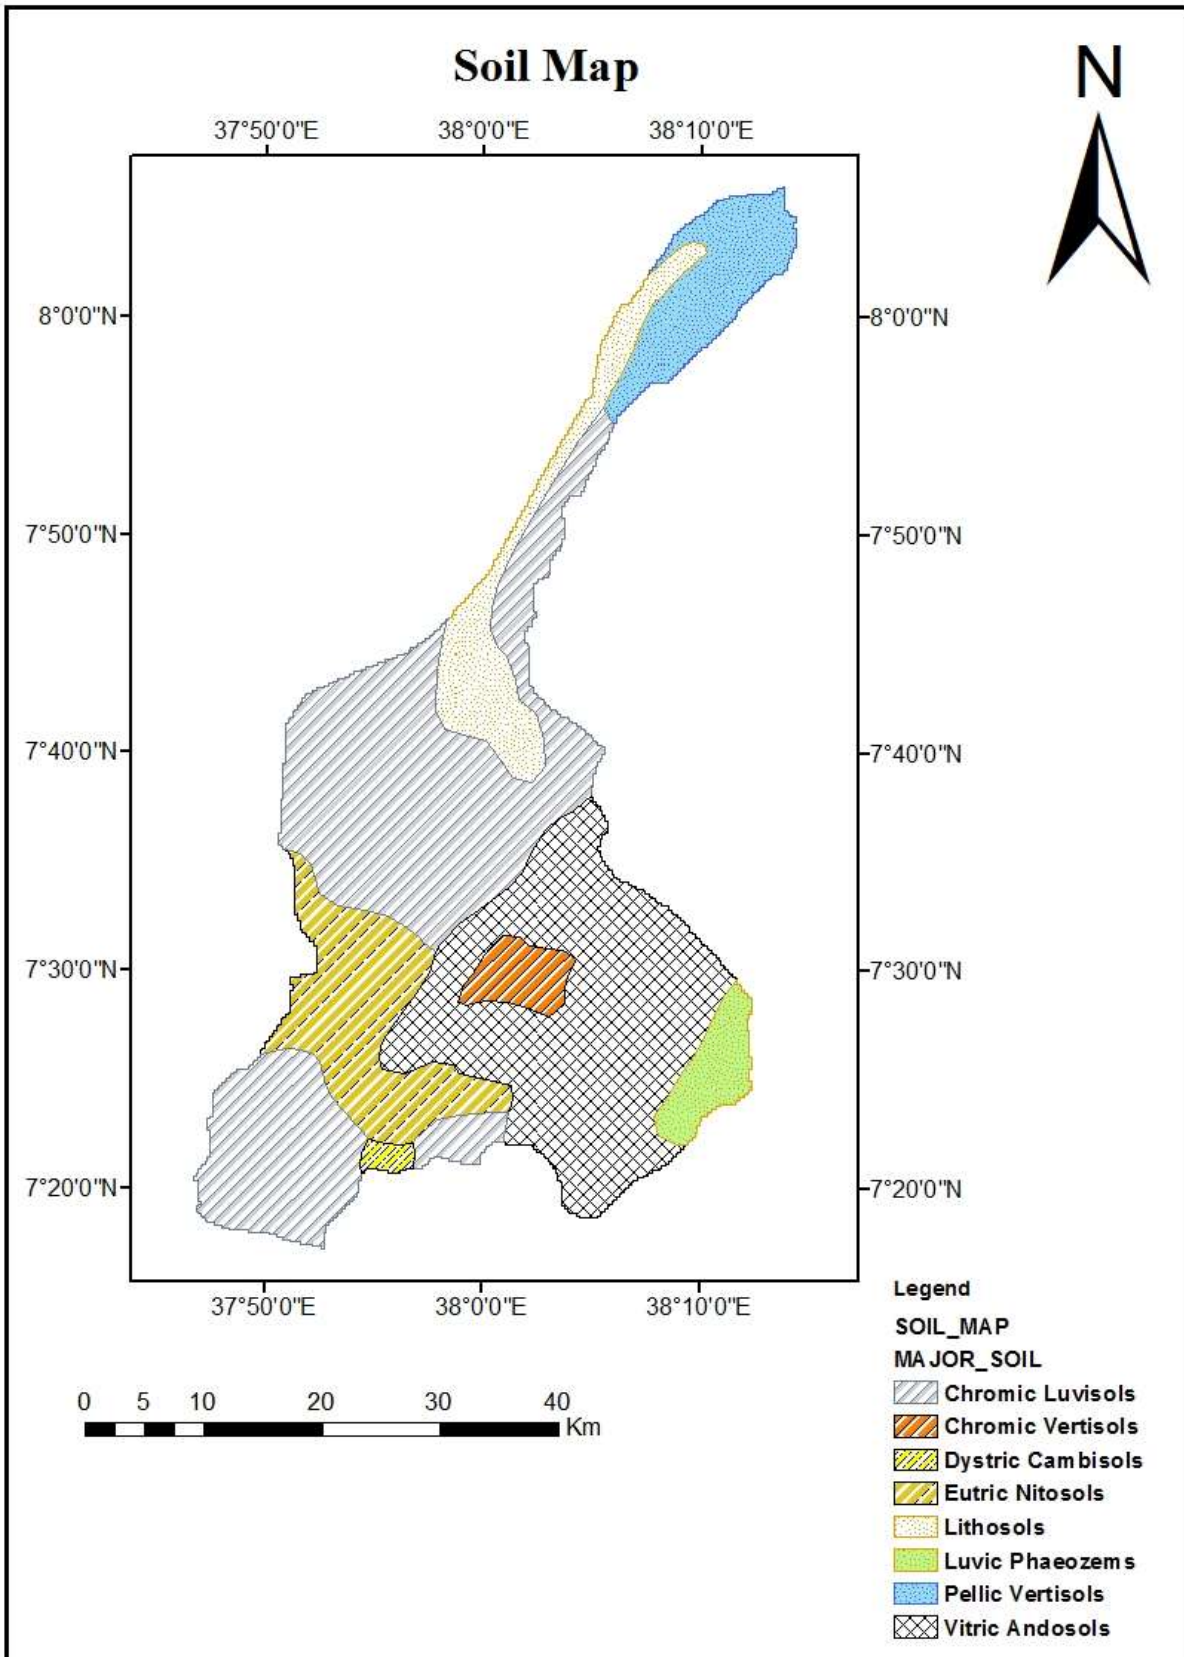 Soil Map
N
37°50'0"E 38°0'0"E 38°10'0"E
8°0'0"N 8°0'0"N
7°50'0"N 7°50'0"N
7°40'0"N 7°40'0"N
7°30'0"N 7°30'0"N
7°20'0"N 7°20'0"N
37°50'0"E 38°0'0"E 38°10'0"E
Legend
SOIL_MAP
MAJOR_SOIL
Chromic Luvisols
Chromic Vertisols
Dystric Cambisols
Eutric Nitosols
Lithosols
Luvic Phaeozems
Pellic Vertisols
Vitric Andosols
0 5 10 20 30 40
Km